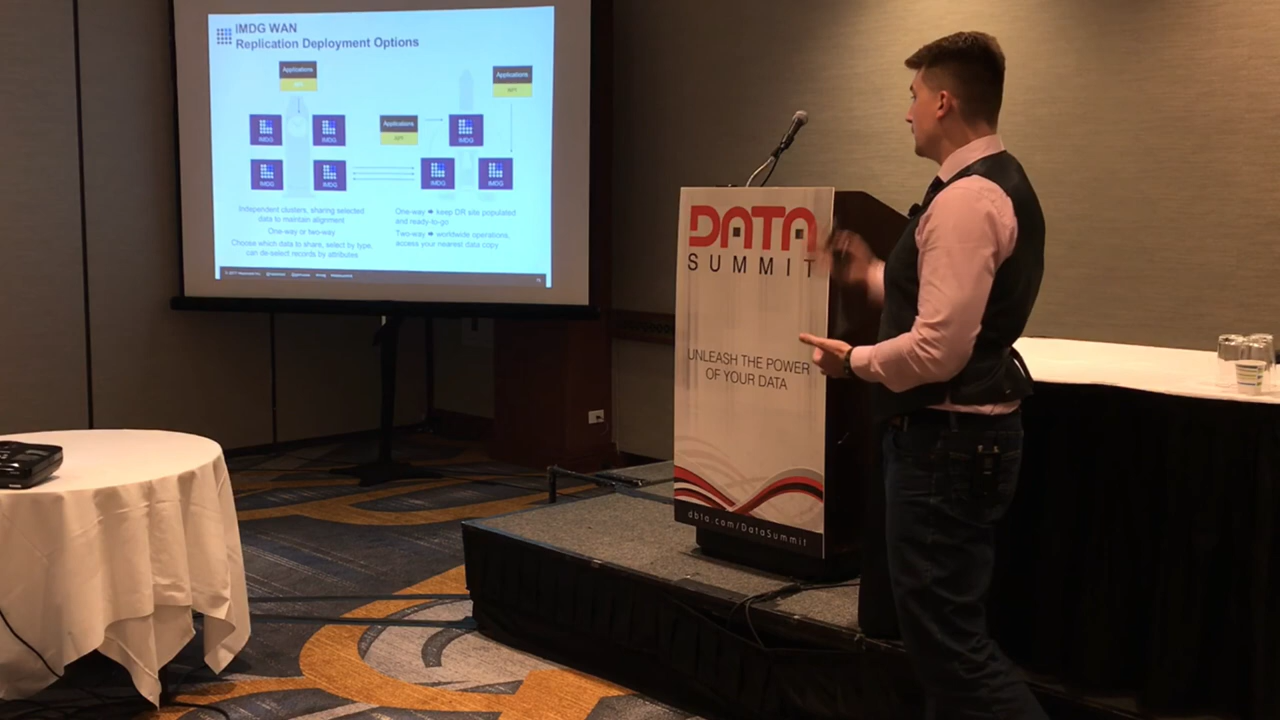 IMDG WAN
Replication Deployment Options
Applications
API
Applications
API
Applications
API
IMDG
IMDG
IMDG
IMDG
IMDG
IMDG
IMDG
Independent clusters, sharing selected
data to maintain alignment
One-way or two-way
Choose which data to share, select by type,
can de-select records by attributes
One-way ➡ keep DR site populated
and ready-to-go
Two-way ➡ worldwide operations,
access your nearest data copy
DATA
SUMMIT
UNLEASH THE POWER
OF YOUR DATA
dbta.com/DataSummit